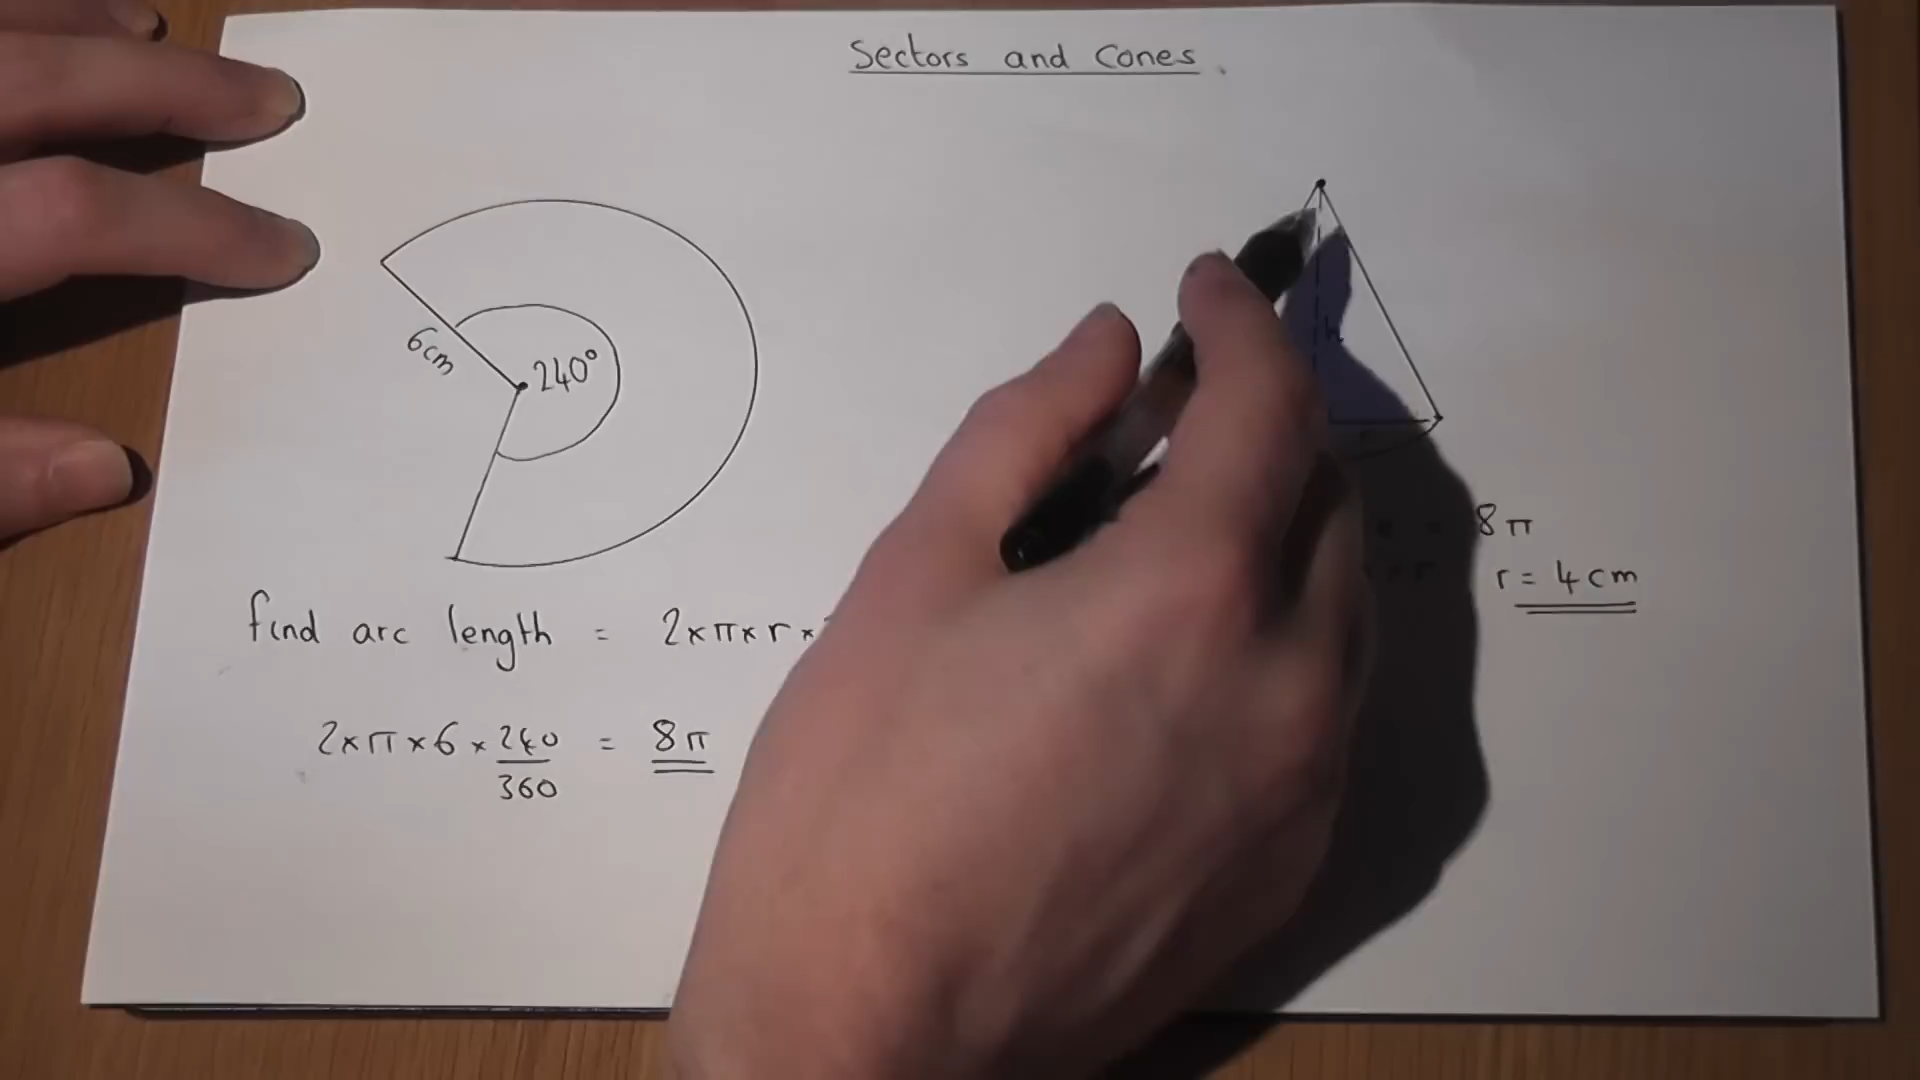 Sectors and Cones.
6cm
240°
h
8π
r = 4cm
find arc length = 2×π×r×
2×π×6×240/360 = 8π